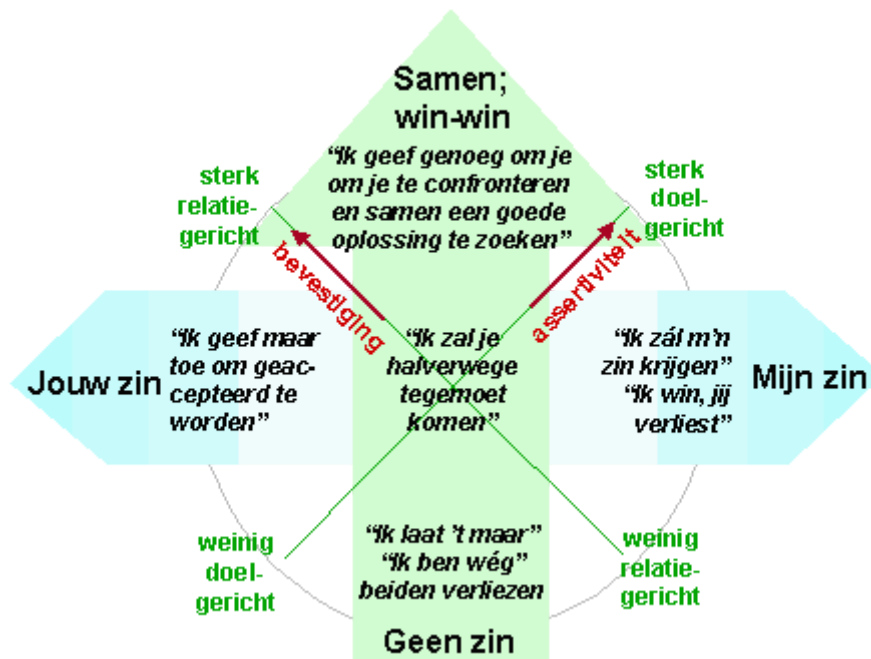 Samen;
win-win
“Ik geef genoeg om je
om je te confronteren
en samen een goede
oplossing te zoeken”
sterk
relatie-
gericht
sterk
doel-
gericht
bevestiging
assertiviteit
Jouw zin
“Ik geef maar
toe om geac-
cepteerd te
worden”
“Ik zal je
halverwege
tegemoet
komen”
“Ik zál m’n
zin krijgen”
“Ik win, jij
verliest”
Mijn zin
weinig
doel-
gericht
“Ik laat ’t maar”
“Ik ben wég”
beiden verliezen
weinig
relatie-
gericht
Geen zin